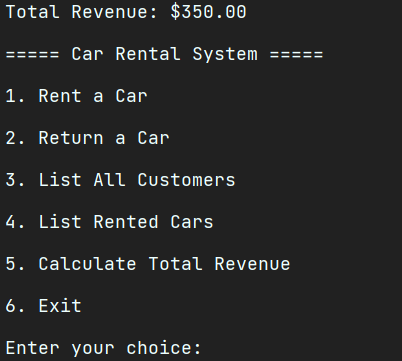 Total Revenue: $350.00
===== Car Rental System =====
1. Rent a Car
2. Return a Car
3. List All Customers
4. List Rented Cars
5. Calculate Total Revenue
6. Exit
Enter your choice: